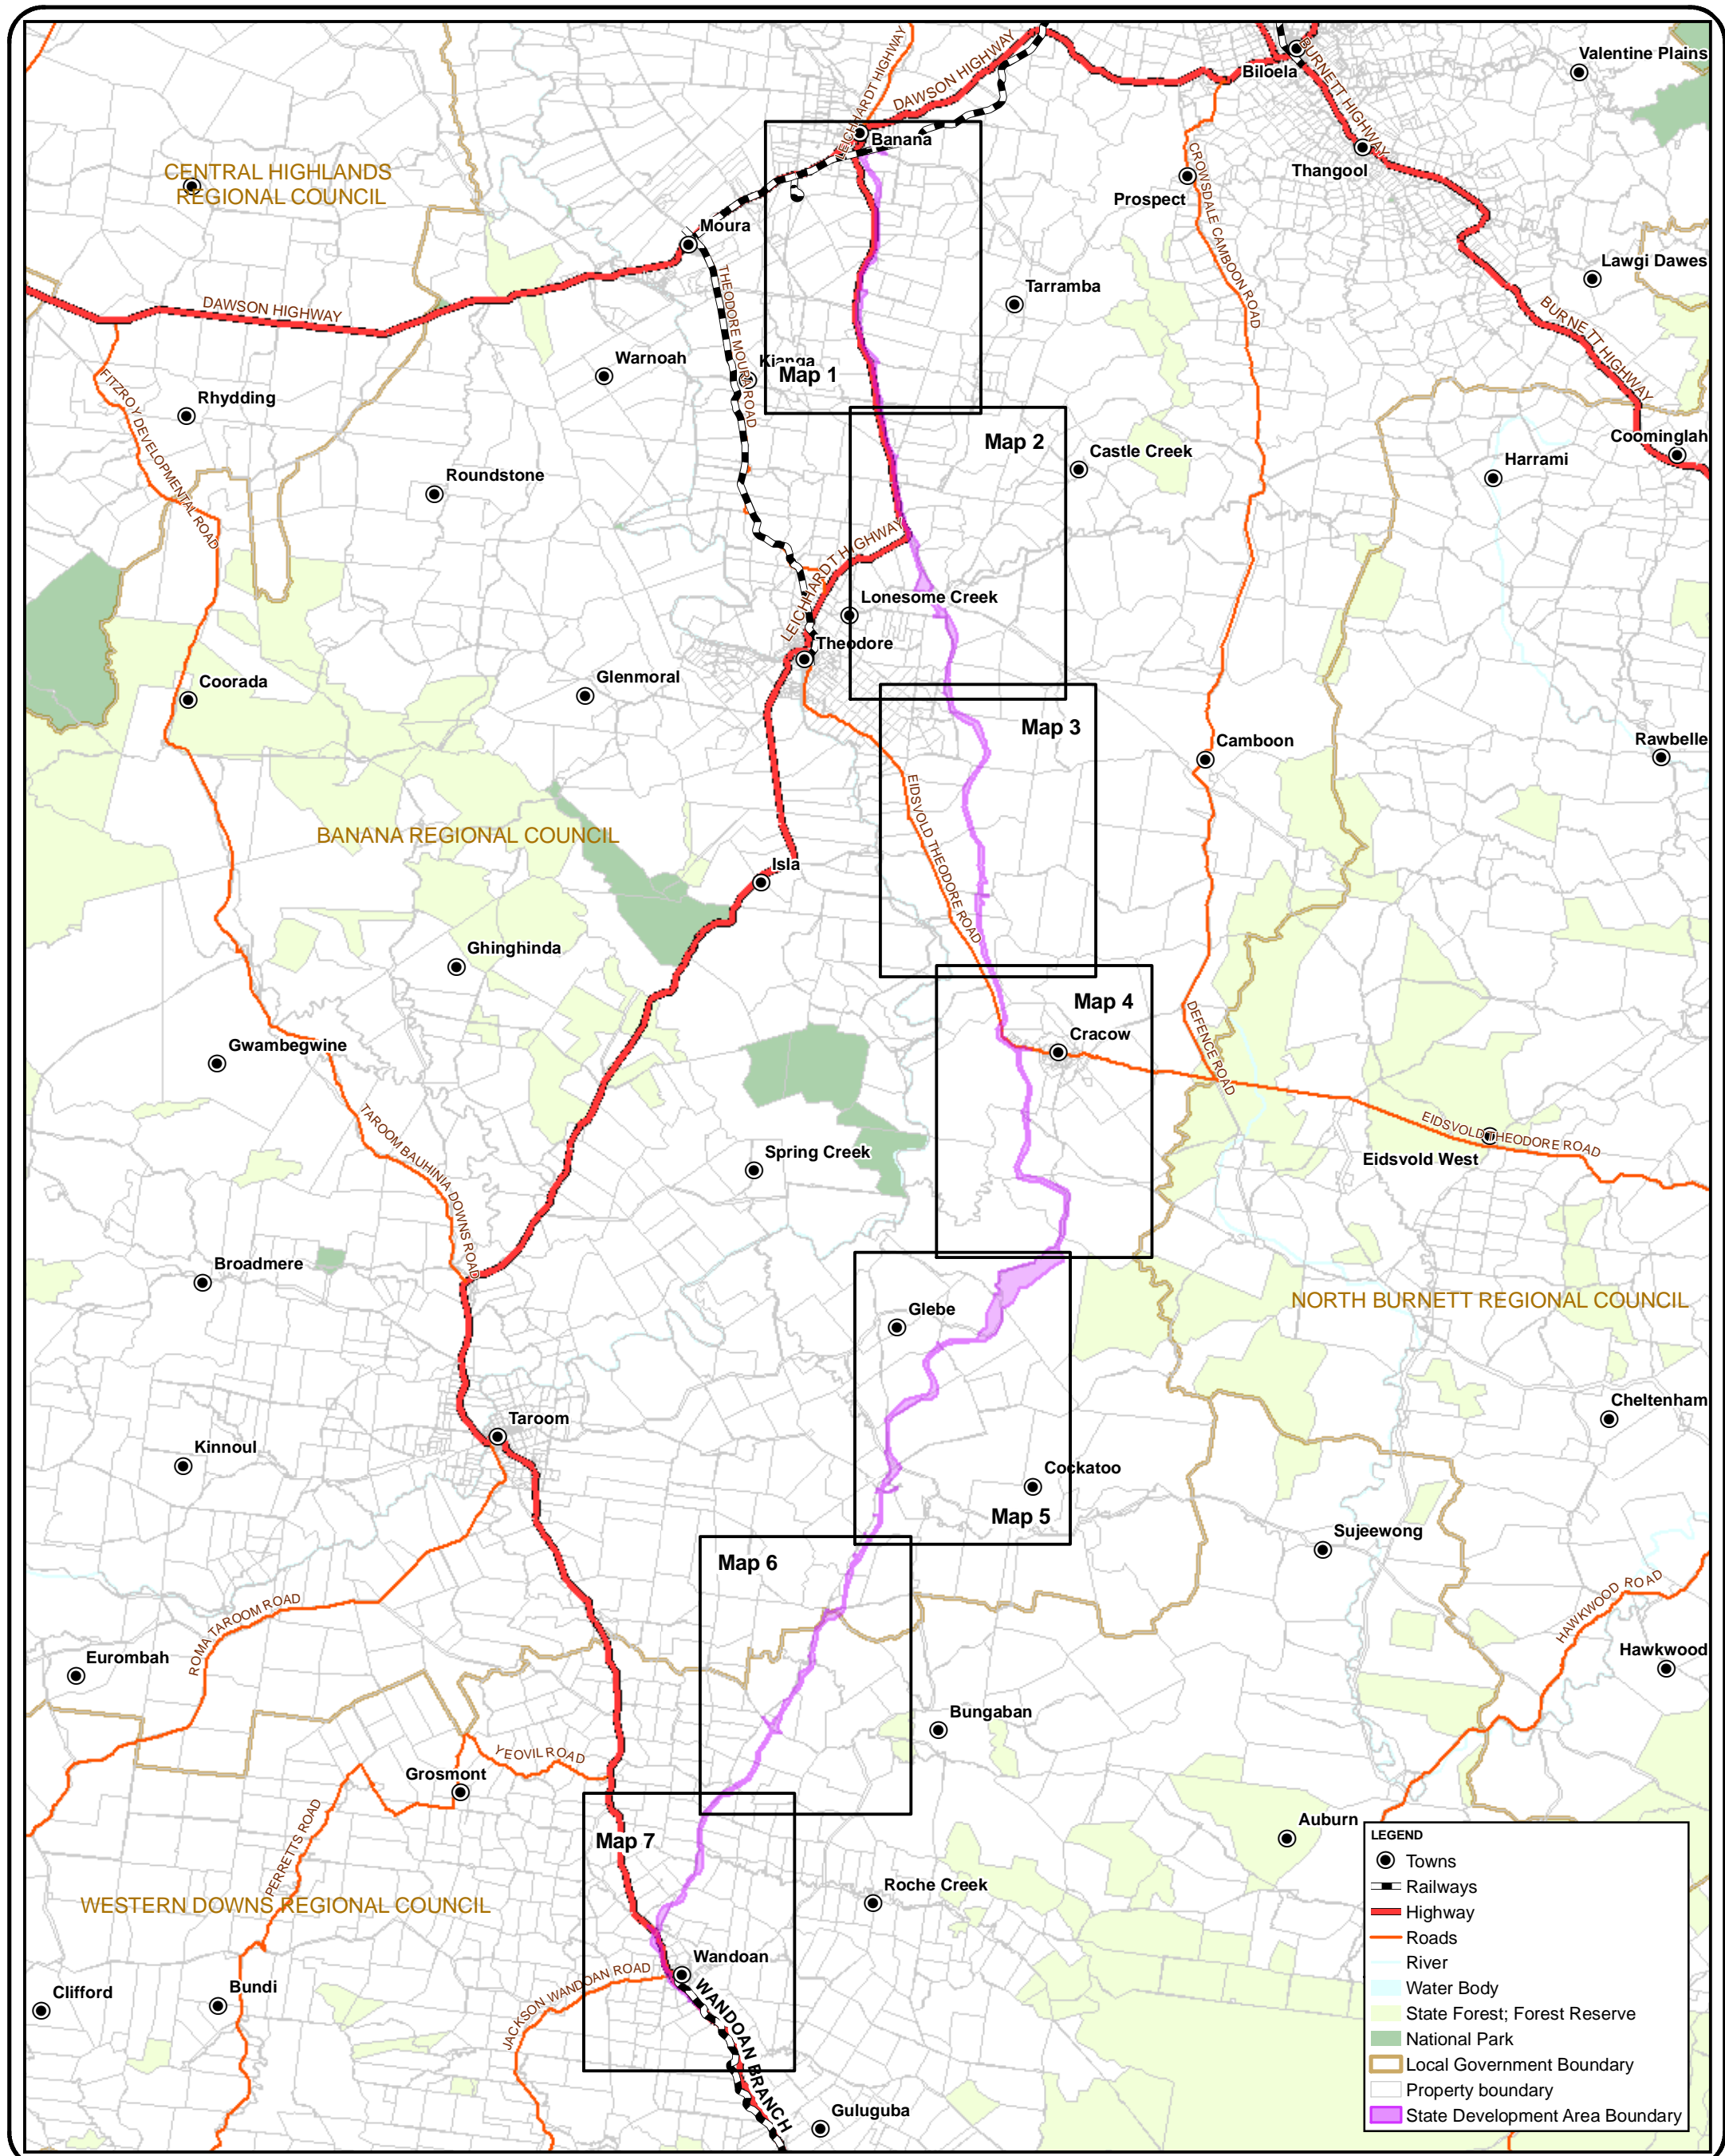 LEICHHARDT HIGHWAY
DAWSON HIGHWAY
BURNETT HIGHWAY
Biloela
Valentine Plains
Banana
CENTRAL HIGHLANDS
REGIONAL COUNCIL
Thangool
Prospect
CROWSDALE CAMBOON ROAD
Moura
Lawgi Dawes
Tarramba
DAWSON HIGHWAY
THEODORE MOURA ROAD
BURNETT HIGHWAY
Warnoah
Kianga
Map 1
FITZROY DEVELOPMENTAL ROAD
Rhydding
Map 2
Castle Creek
Coominglah
Harrami
Roundstone
LEICHHARDT HIGHWAY
Lonesome Creek
Theodore
Coorada
Glenmoral
Map 3
Camboon
Rawbelle
EIDSVOLD THEODORE ROAD
BANANA REGIONAL COUNCIL
Isla
Ghinghinda
Map 4
DEFENCE ROAD
Cracow
Gwambegwine
TAROOM BAUHINIA DOWNS ROAD
EIDSVOLD THEODORE ROAD
Eidsvold West
Spring Creek
Broadmere
Glebe
NORTH BURNETT REGIONAL COUNCIL
Taroom
Cheltenham
Kinnoul
Cockatoo
Map 5
Sujeewong
Map 6
HAWKWOOD ROAD
ROMA TAROOM ROAD
Eurombah
Hawkwood
Bungaban
YEOVIL ROAD
Grosmont
PERRETTS ROAD
Auburn
Map 7
WESTERN DOWNS REGIONAL COUNCIL
Roche Creek
Wandoan
JACKSON WANDOAN ROAD
WANDOAN BRANCH
Clifford
Bundi
Guluguba
LEGEND
Towns
Railways
Highway
Roads
River
Water Body
State Forest; Forest Reserve
National Park
Local Government Boundary
Property boundary
State Development Area Boundary